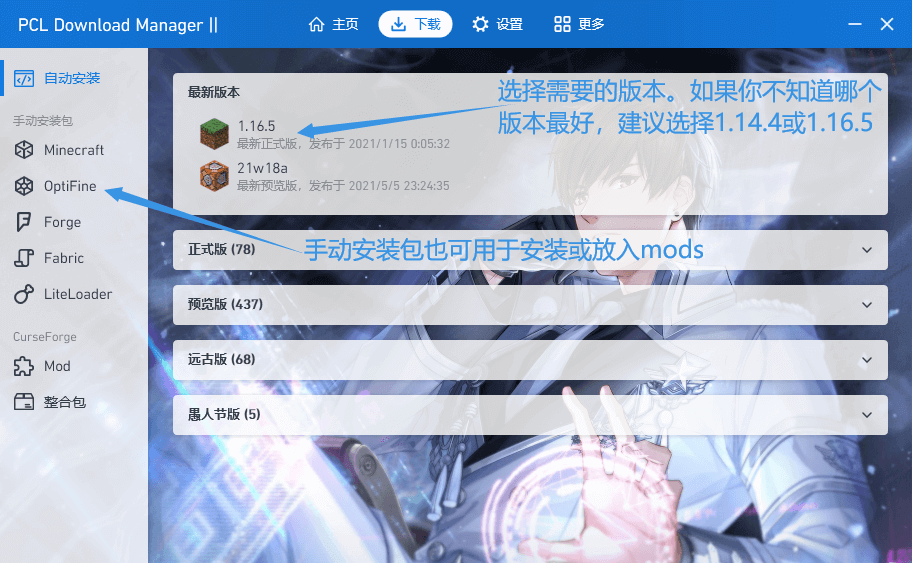 PCL Download Manager ||
主页
下载
设置
更多
自动安装
手动安装包
Minecraft
OptiFine
Forge
Fabric
LiteLoader
CurseForge
Mod
整合包
最新版本
1.16.5
最新正式版，发布于 2021/1/15 0:05:32
21w18a
最新预览版，发布于 2021/5/5 23:24:35
选择需要的版本。如果你不知道哪个
版本最好，建议选择1.14.4或1.16.5
正式版 (78)
手动安装包也可用于安装或放入mods
预览版 (437)
远古版 (68)
愚人节版 (5)